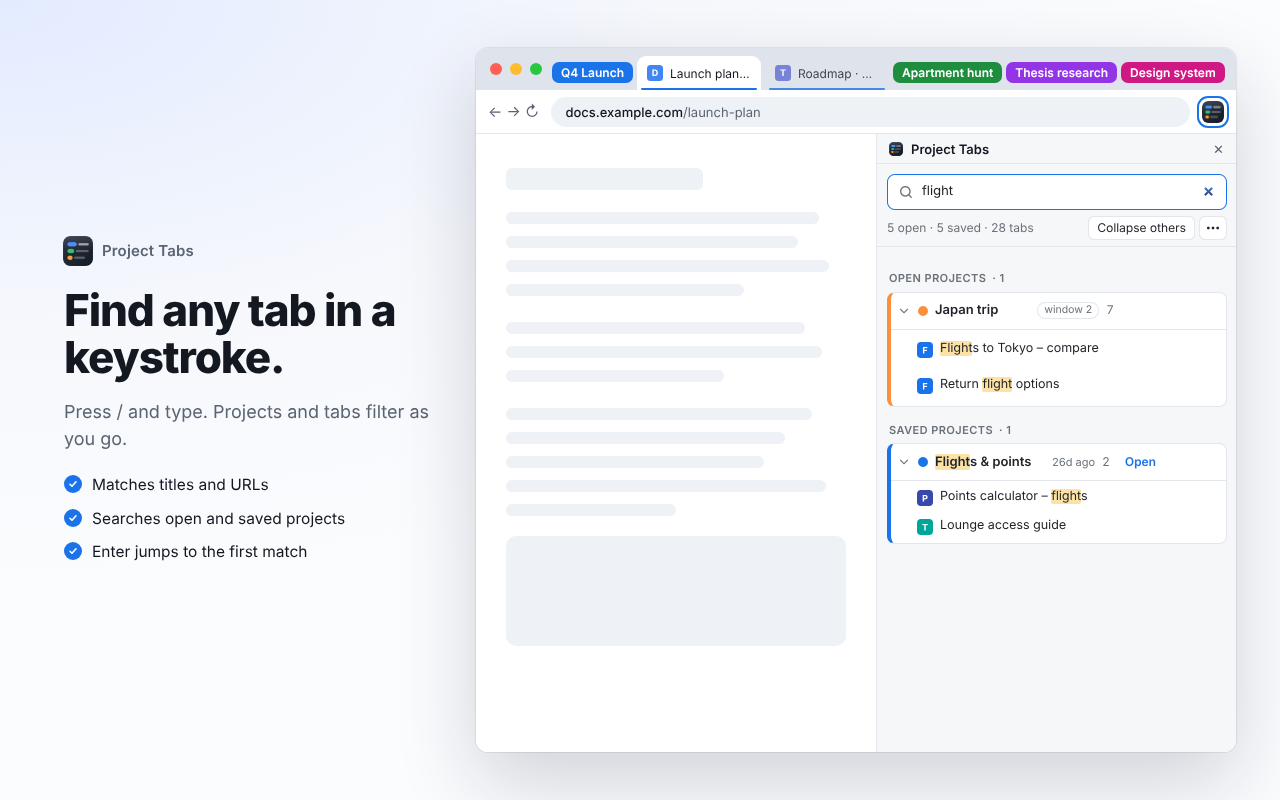 Project Tabs
Find any tab in a
keystroke.
Press / and type. Projects and tabs filter as
you go.
Matches titles and URLs
Searches open and saved projects
Enter jumps to the first match
Q4 Launch
D Launch plan...
T Roadmap · ...
Apartment hunt
Thesis research
Design system
docs.example.com/launch-plan
Project Tabs
flight
5 open · 5 saved · 28 tabs
Collapse others
OPEN PROJECTS · 1
Japan trip window 2 7
F Flights to Tokyo – compare
F Return flight options
SAVED PROJECTS · 1
Flights & points 26d ago 2 Open
P Points calculator – flights
T Lounge access guide